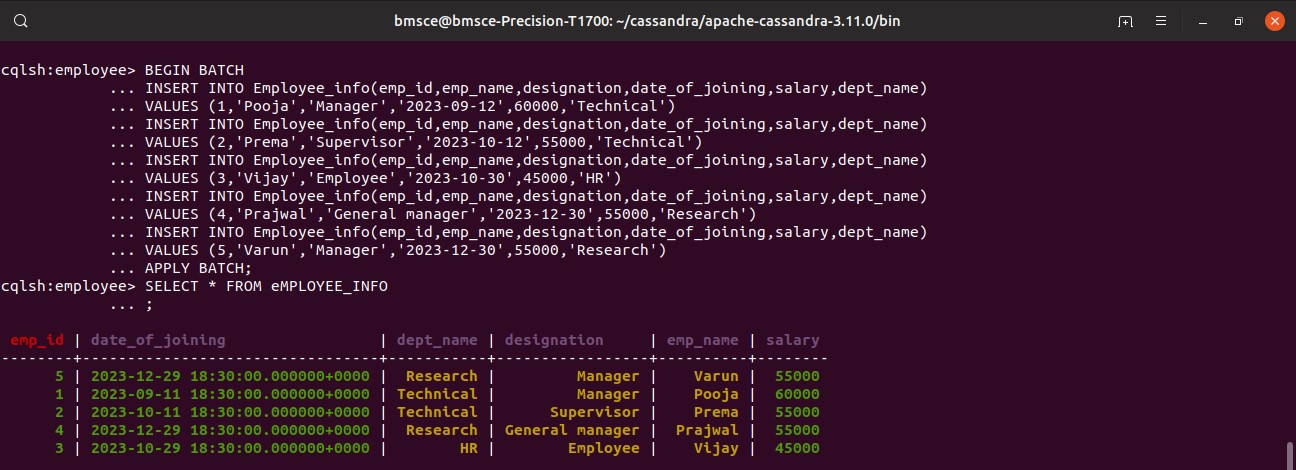 bmsce@bmsce-Precision-T1700: ~/cassandra/apache-cassandra-3.11.0/bin
cqlsh:employee> BEGIN BATCH
            ... INSERT INTO Employee_info(emp_id,emp_name,designation,date_of_joining,salary,dept_name)
            ... VALUES (1,'Pooja','Manager','2023-09-12',60000,'Technical')
            ... INSERT INTO Employee_info(emp_id,emp_name,designation,date_of_joining,salary,dept_name)
            ... VALUES (2,'Prema','Supervisor','2023-10-12',55000,'Technical')
            ... INSERT INTO Employee_info(emp_id,emp_name,designation,date_of_joining,salary,dept_name)
            ... VALUES (3,'Vijay','Employee','2023-10-30',45000,'HR')
            ... INSERT INTO Employee_info(emp_id,emp_name,designation,date_of_joining,salary,dept_name)
            ... VALUES (4,'Prajwal','General manager','2023-12-30',55000,'Research')
            ... INSERT INTO Employee_info(emp_id,emp_name,designation,date_of_joining,salary,dept_name)
            ... VALUES (5,'Varun','Manager','2023-12-30',55000,'Research')
            ... APPLY BATCH;
cqlsh:employee> SELECT * FROM eMPLOYEE_INFO
            ... ;
 emp_id | date_of_joining                 | dept_name | designation     | emp_name | salary
--------+---------------------------------+-----------+-----------------+----------+--------
      5 | 2023-12-29 18:30:00.000000+0000 |  Research |         Manager |    Varun |  55000
      1 | 2023-09-11 18:30:00.000000+0000 | Technical |         Manager |    Pooja |  60000
      2 | 2023-10-11 18:30:00.000000+0000 | Technical |      Supervisor |    Prema |  55000
      4 | 2023-12-29 18:30:00.000000+0000 |  Research | General manager |  Prajwal |  55000
      3 | 2023-10-29 18:30:00.000000+0000 |        HR |        Employee |    Vijay |  45000